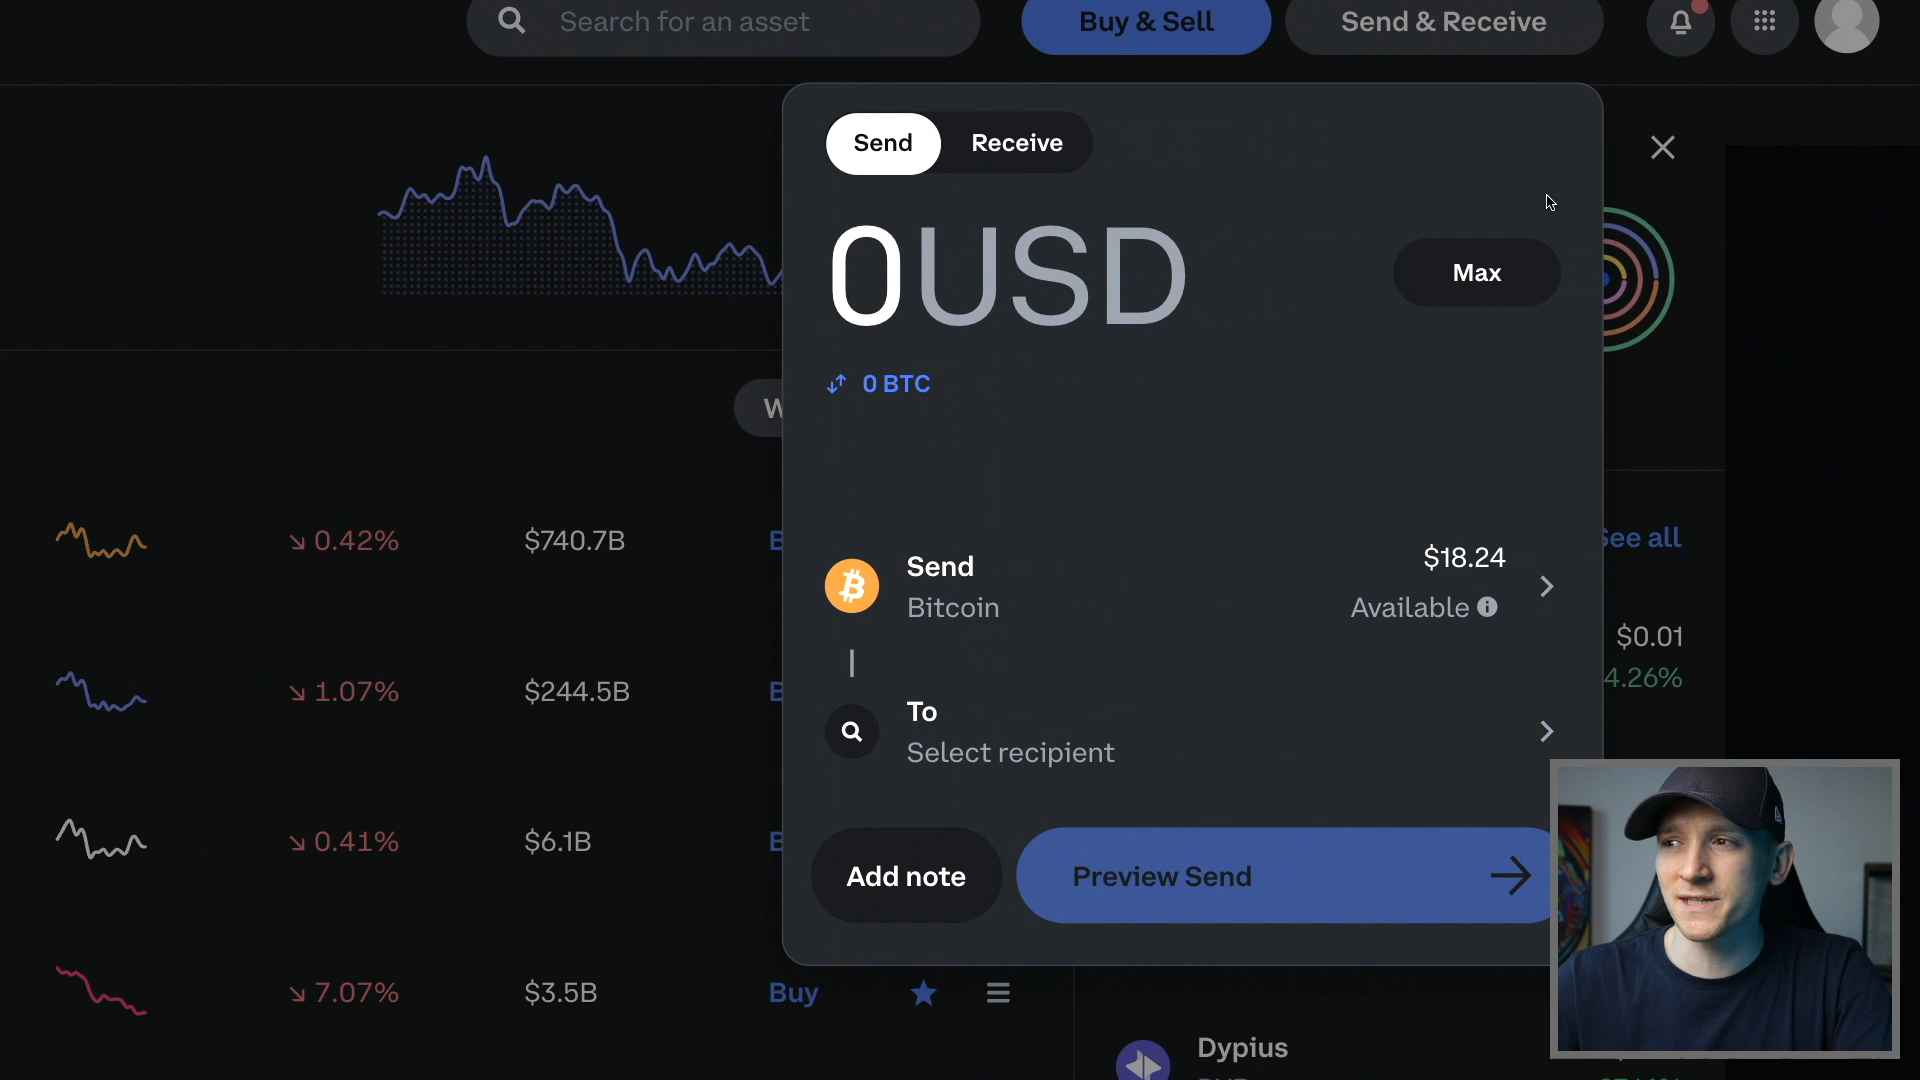 Search for an asset
Buy & Sell
Send & Receive
Send
Receive
0USD
Max
0 BTC
W
0.42%
$740.7B
B
Send
Bitcoin
$18.24
Available
See all
1.07%
$244.5B
B
$0.01
4.26%
To
Select recipient
0.41%
$6.1B
B
Add note
Preview Send
7.07%
$3.5B
Buy
Dypius